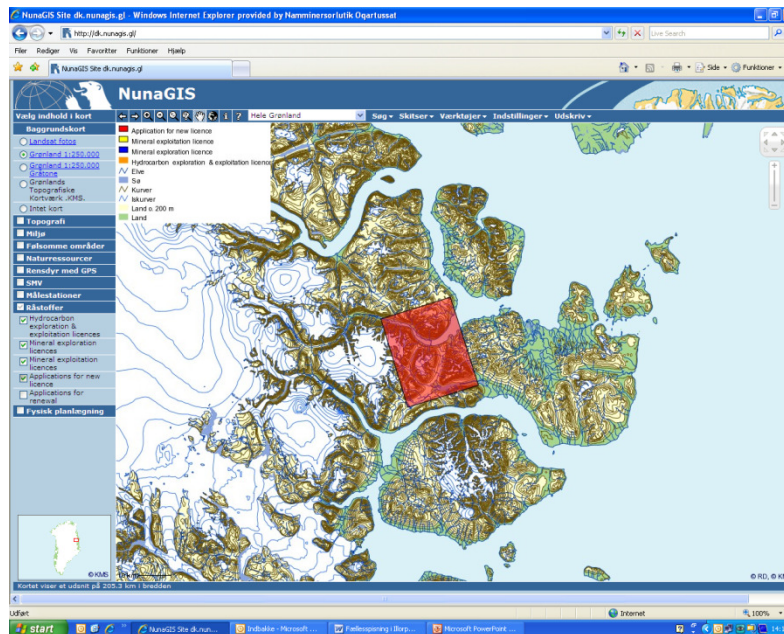 NunaGIS Site dk.nunagis.gl - Windows Internet Explorer provided by Namminersorlutik Oqartussat
http://dk.nunagis.gl/
Live Search
Filer Rediger Vis Favoritter Funktioner Hjælp
NunaGIS Site dk.nunagis.gl
Side Funktioner
NunaGIS
Vælg indhold i kort
Hele Grønland
Søg Skitser Værktøjer Indstillinger Udskriv
Baggrundskort
Landsat fotos
Grønland 1:250.000
Grønland 1:250.000
Gråtone
Grønlands
Topografiske
Kortværk .KMS.
Intet kort
Topografi
Miljø
Følsomme områder
Naturressourcer
Rensdyr med GPS
SMV
Målestationer
Råstoffer
Hydrocarbon
exploration &
exploitation licences
Mineral exploration
licences
Mineral exploitation
licences
Applications for new
licence
Applications for
renewal
Fysisk planlægning
Application for new licence
Mineral exploitation licence
Mineral exploration licence
Hydrocarbon exploration & exploitation licence
Elve
Sø
Kurver
Iskurver
Land o. 200 m
Land
© KMS
© RD, © KM
Kortet viser et udsnit på 205.3 km i bredden
Udført
Internet
100%
start
NunaGIS Site dk.nun...
Indbakke - Microsoft ...
Fællesspisning i Ilorp...
Microsoft PowerPoint ...